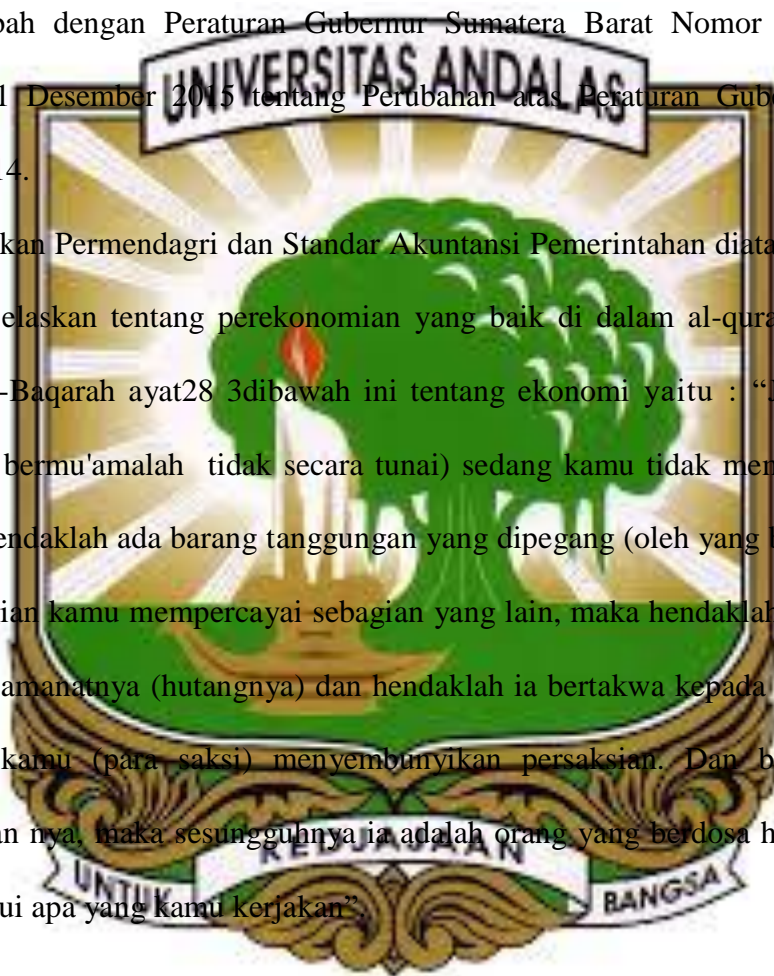 bah dengan Peraturan Gubernur Sumatera Barat Nomor
UNIVERSITAS ANDALAS
1 Desember 2015 tentang Perubahan atas Peraturan Gube
14.
kan Permendagri dan Standar Akuntansi Pemerintahan diata
elaskan tentang perekonomian yang baik di dalam al-qura
-Baqarah ayat28 3dibawah ini tentang ekonomi yaitu : “J
bermu'amalah tidak secara tunai) sedang kamu tidak men
endaklah ada barang tanggungan yang dipegang (oleh yang b
ian kamu mempercayai sebagian yang lain, maka hendaklah
amanatnya (hutangnya) dan hendaklah ia bertakwa kepada
kamu (para saksi) menyembunyikan persaksian. Dan b
an nya, maka sesungguhnya ia adalah orang yang berdosa h
KEDJAJAAN
UNTUK BANGSA
ui apa yang kamu kerjakan”.